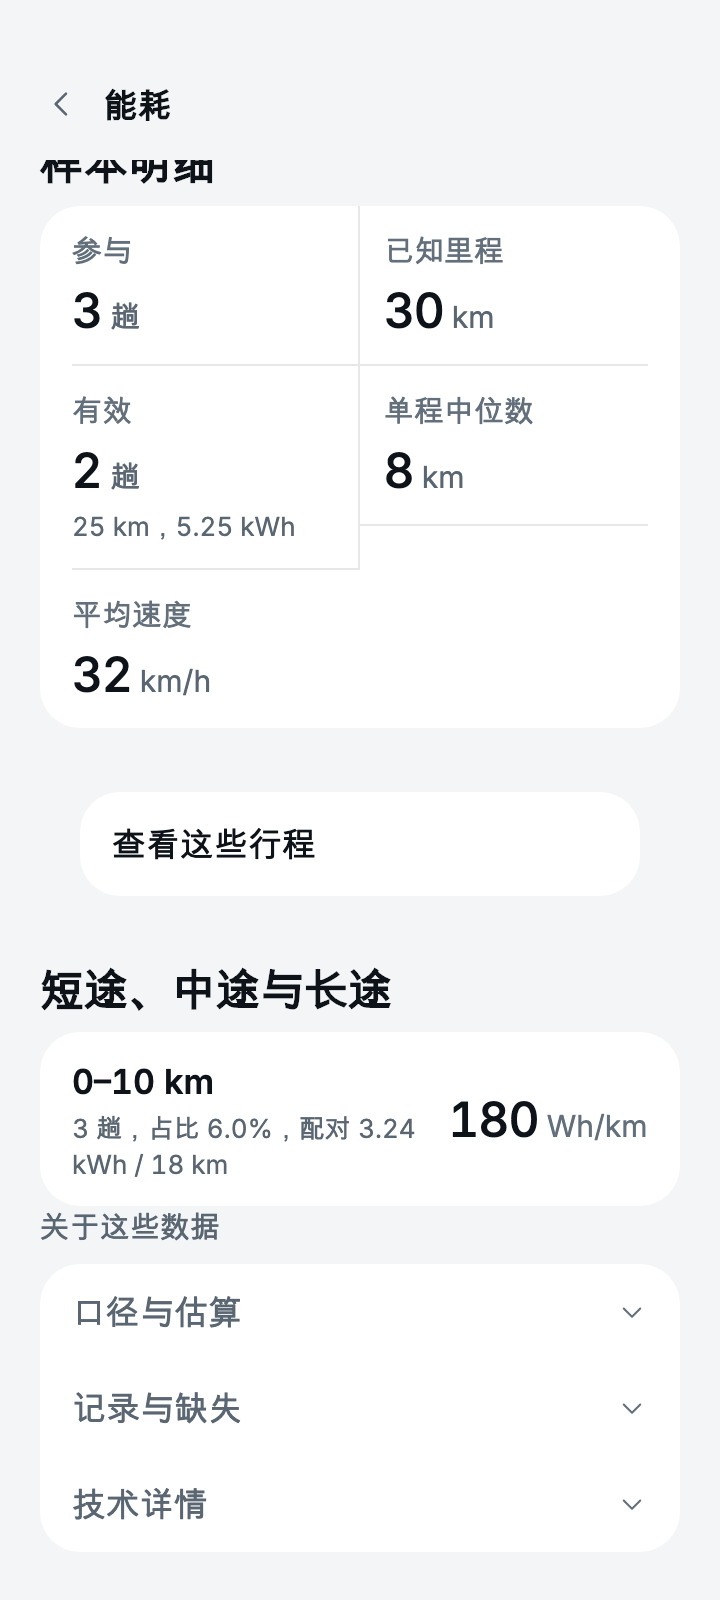 能耗
样本明细
参与
3 趟
已知里程
30 km
有效
2 趟
25 km，5.25 kWh
单程中位数
8 km
平均速度
32 km/h
查看这些行程
短途、中途与长途
0–10 km
3 趟，占比 6.0%，配对 3.24
kWh / 18 km
180 Wh/km
关于这些数据
口径与估算
记录与缺失
技术详情